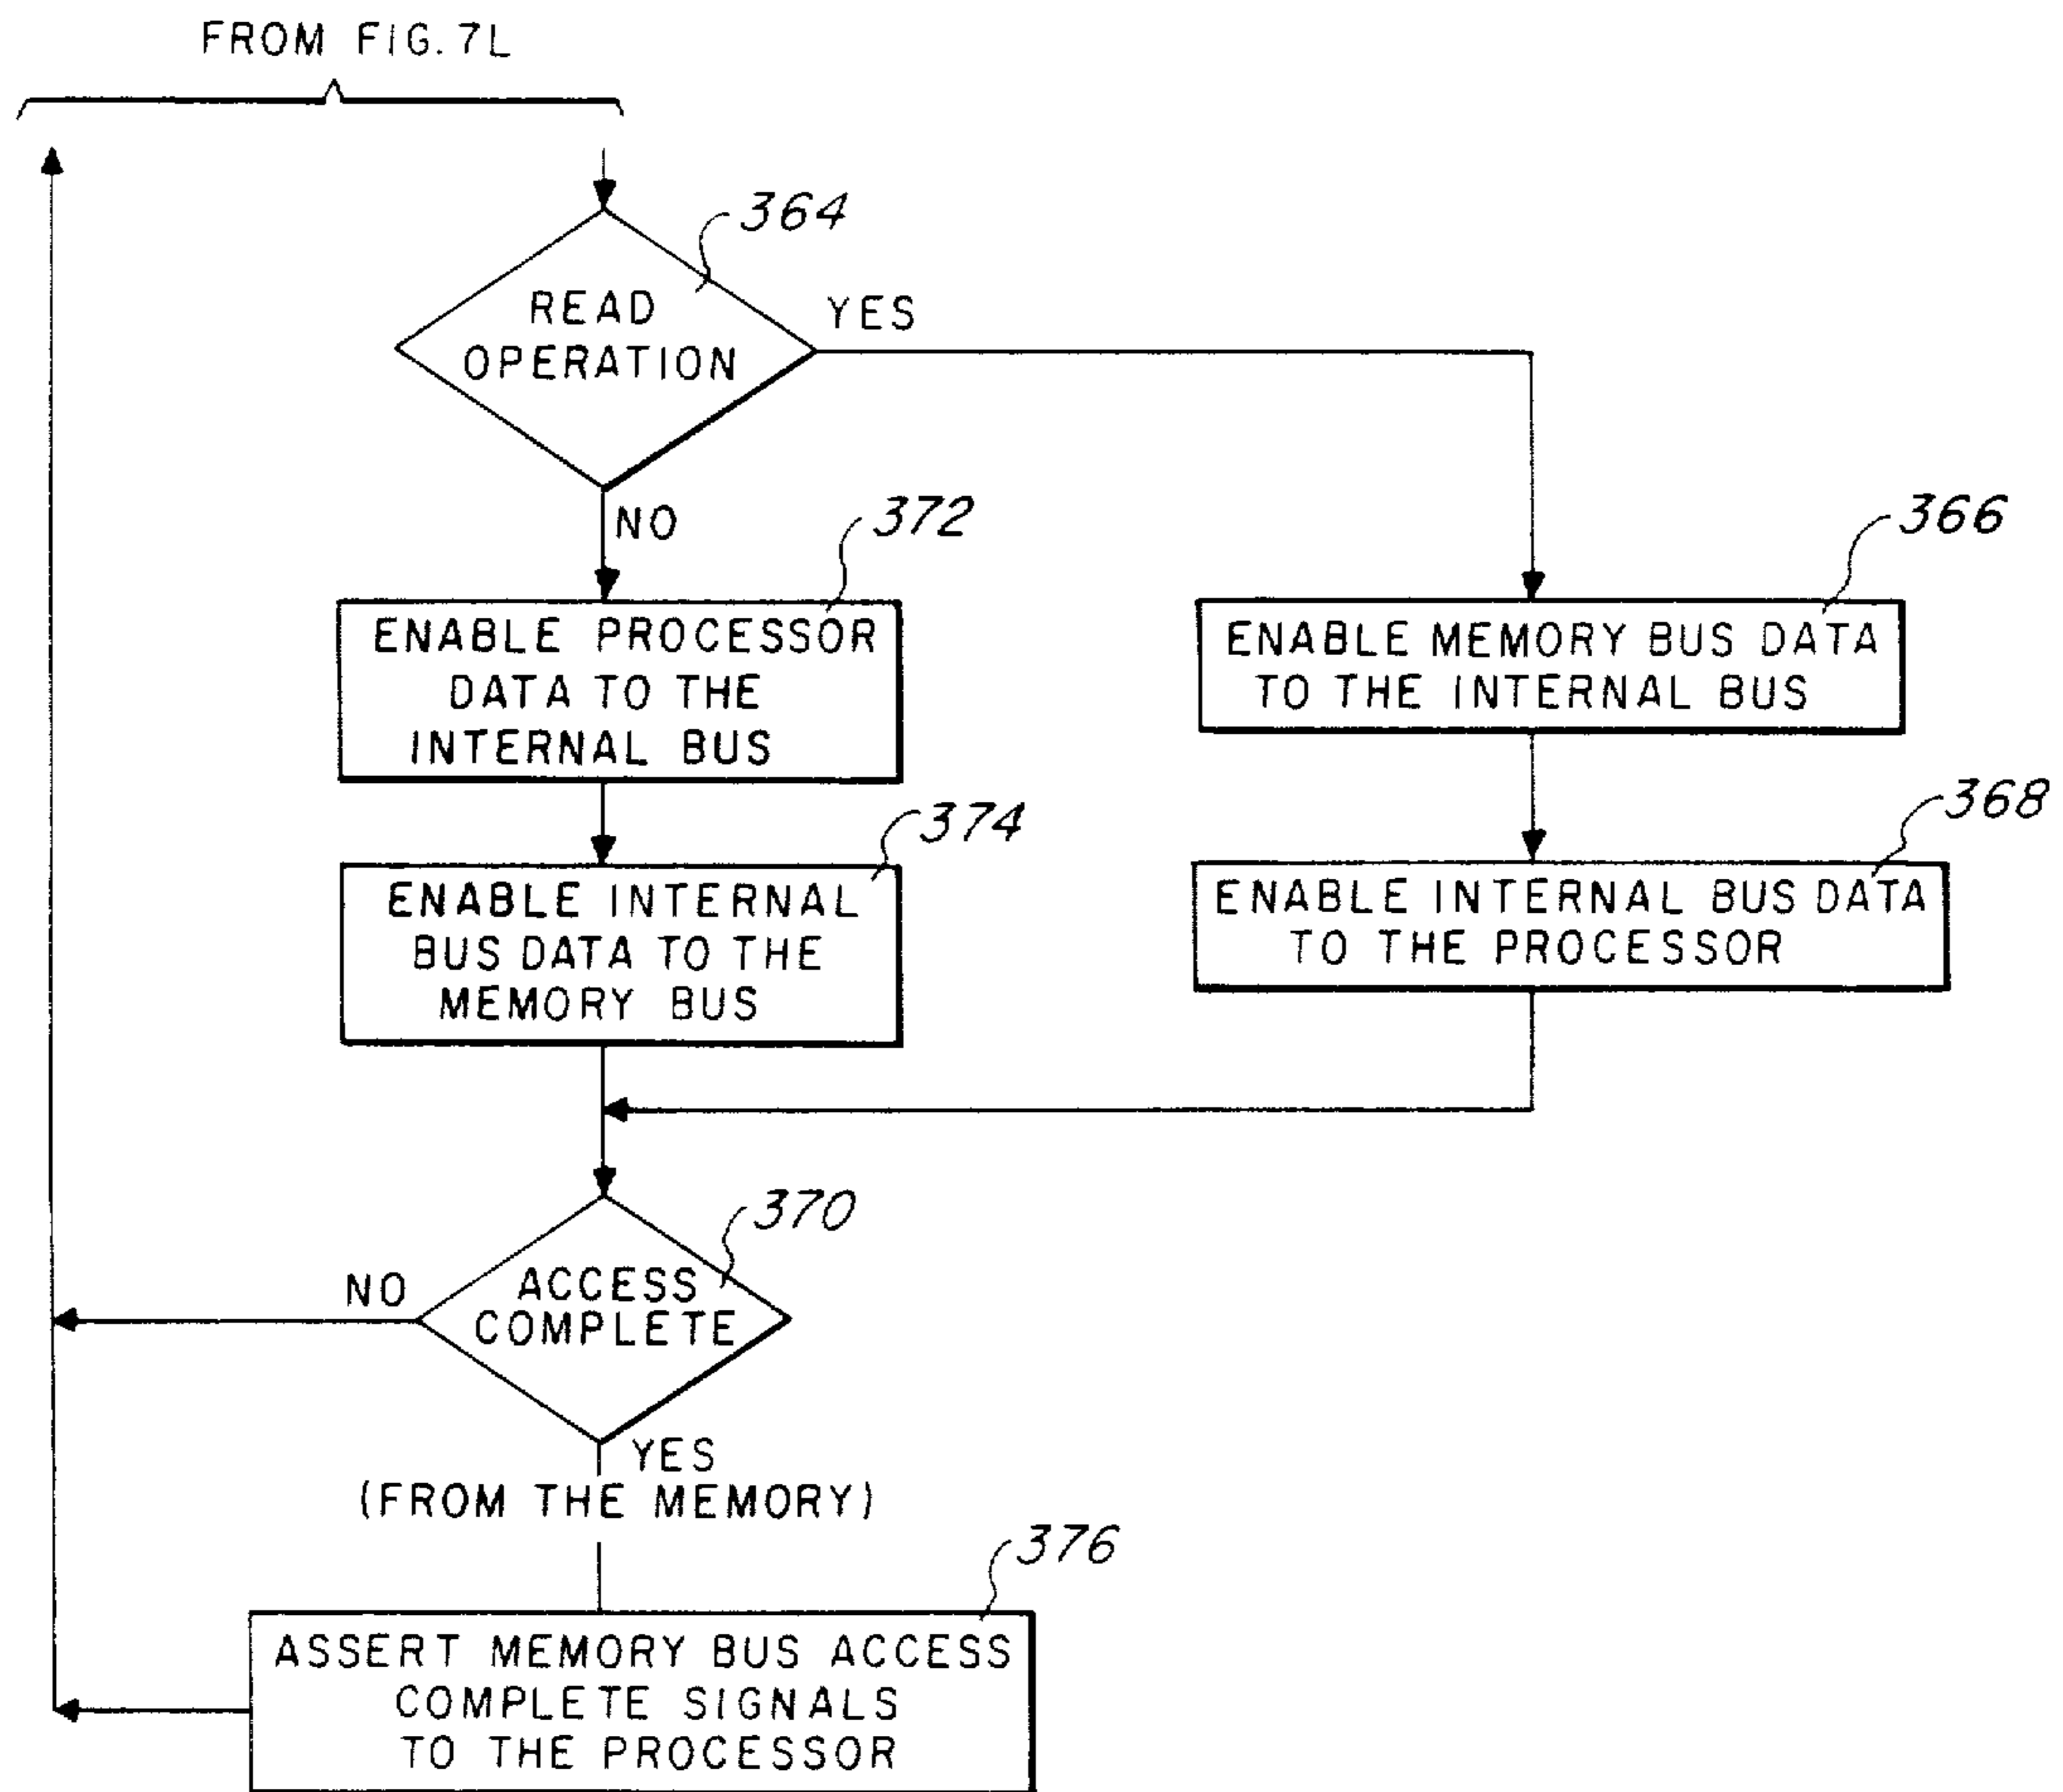 FROM FIG. 7L
364
READ
OPERATION
YES
NO
372
ENABLE PROCESSOR
DATA TO THE
INTERNAL BUS
366
ENABLE MEMORY BUS DATA
TO THE INTERNAL BUS
374
ENABLE INTERNAL
BUS DATA TO THE
MEMORY BUS
368
ENABLE INTERNAL BUS DATA
TO THE PROCESSOR
370
ACCESS
COMPLETE
NO
YES
(FROM THE MEMORY)
376
ASSERT MEMORY BUS ACCESS
COMPLETE SIGNALS
TO THE PROCESSOR